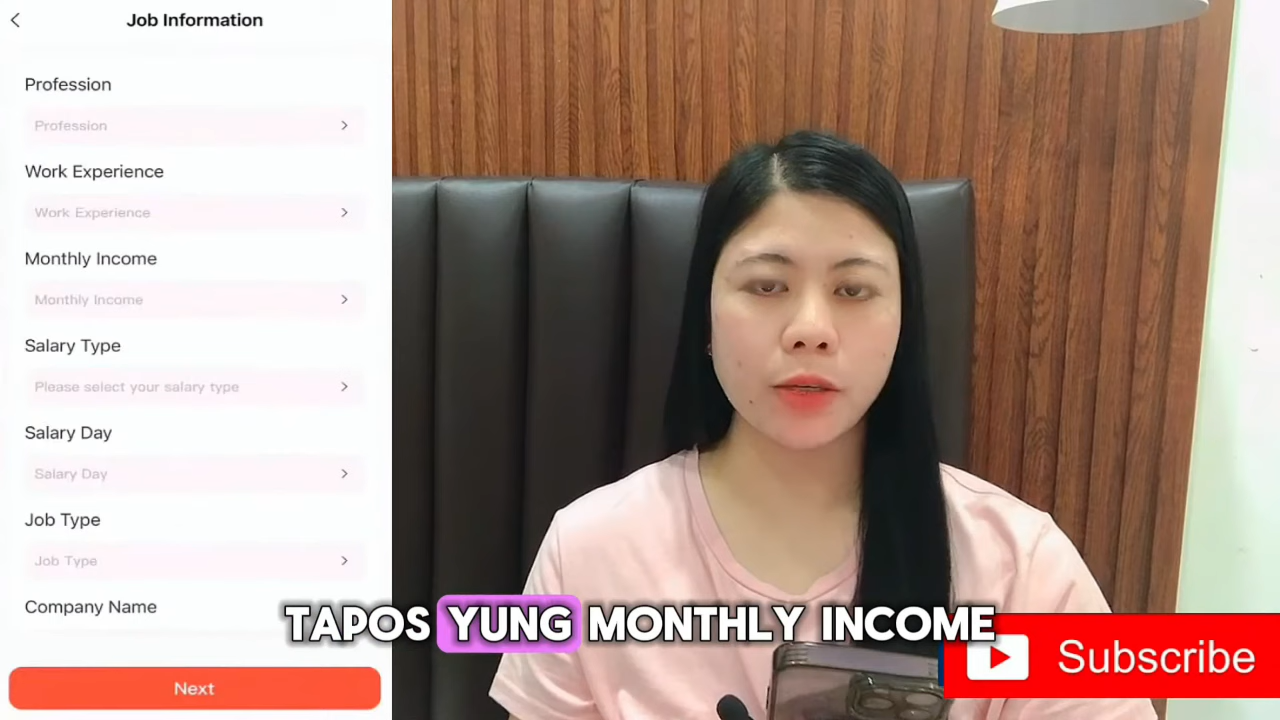 Job Information
Profession
Profession
Work Experience
Work Experience
Monthly Income
Monthly Income
Salary Type
Please select your salary type
Salary Day
Salary Day
Job Type
Job Type
Company Name
Next
TAPOS YUNG MONTHLY INCOME
Subscribe